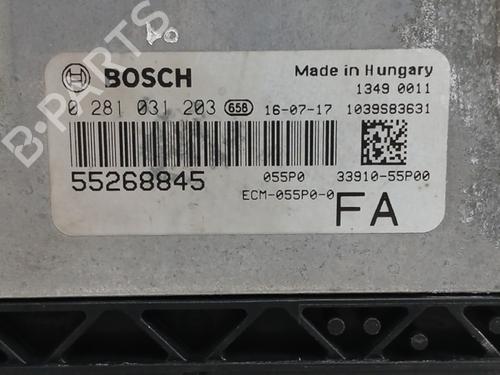 B-PARTS
BOSCH
Made in Hungary
1349 0011
0 281 031 203 658 16-07-17 1039S83631
55268845
055P0 33910-55P00
ECM-055P0-0
FA